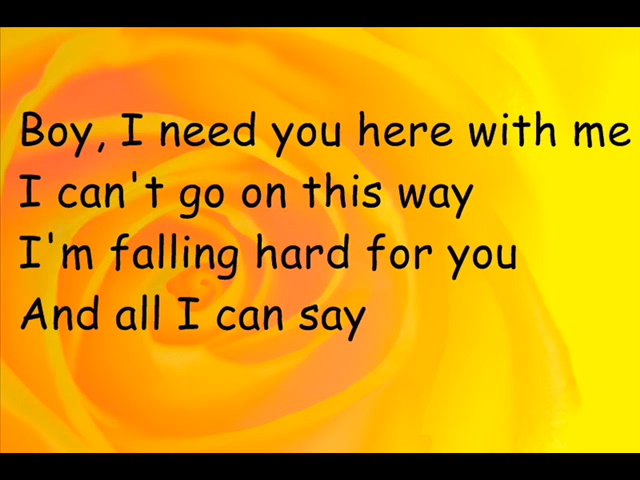 Boy, I need you here with me
I can't go on this way
I'm falling hard for you
And all I can say